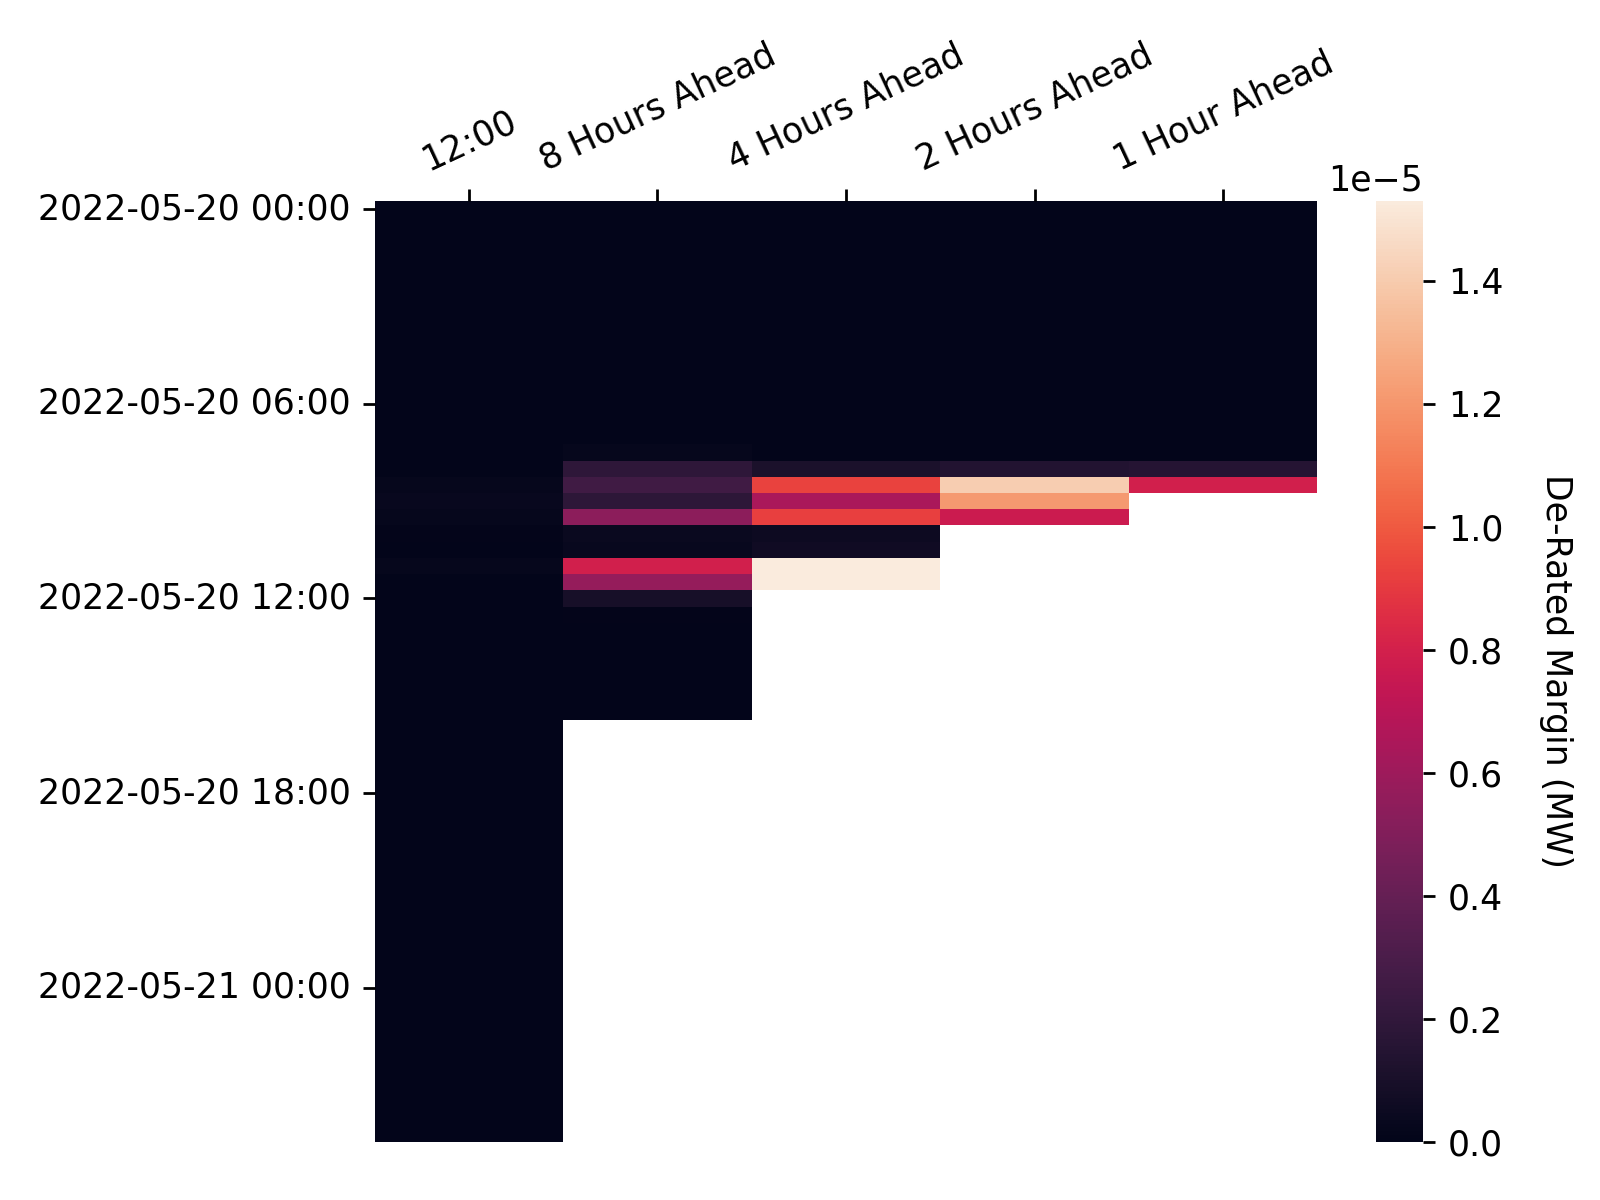 12:00
8 Hours Ahead
4 Hours Ahead
2 Hours Ahead
1 Hour Ahead
1e−5
2022-05-20 00:00
2022-05-20 06:00
2022-05-20 12:00
2022-05-20 18:00
2022-05-21 00:00
1.4
1.2
1.0
0.8
0.6
0.4
0.2
0.0
De-Rated Margin (MW)